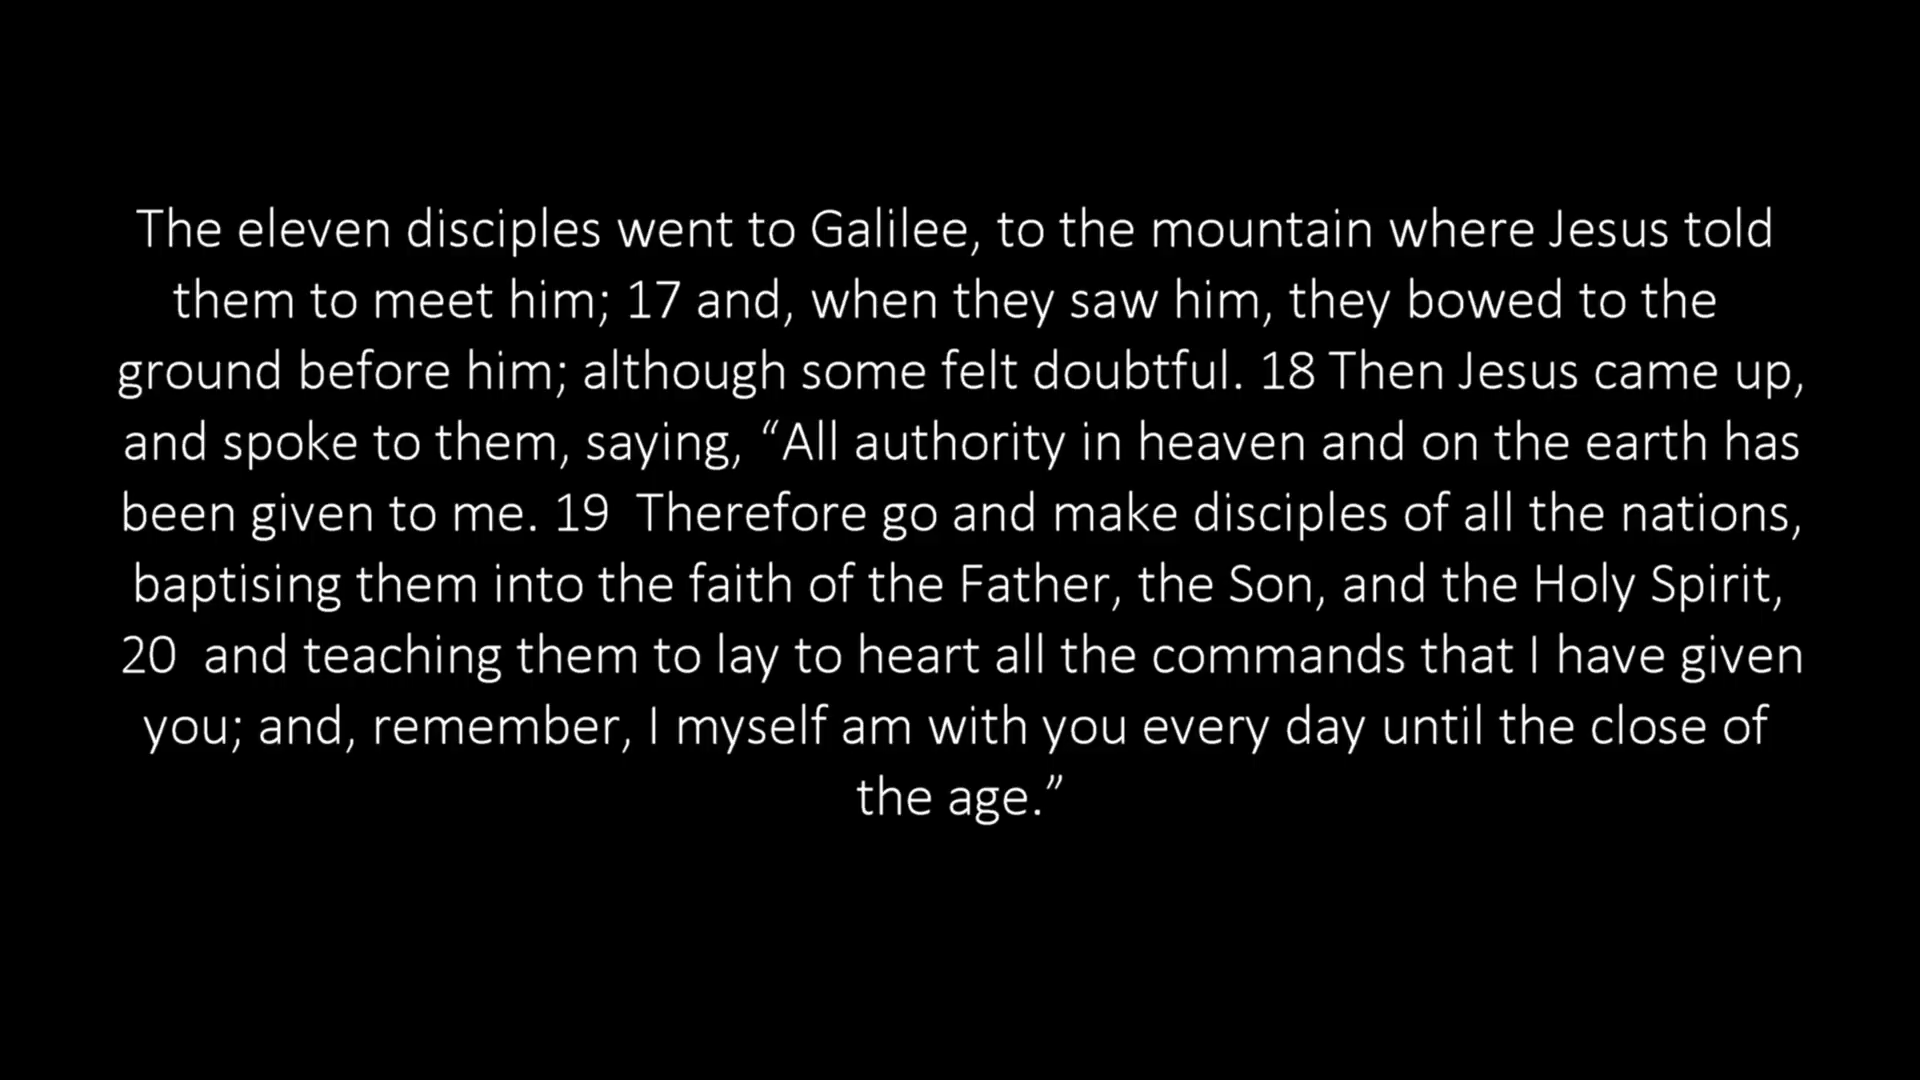 The eleven disciples went to Galilee, to the mountain where Jesus told
them to meet him; 17 and, when they saw him, they bowed to the
ground before him; although some felt doubtful. 18 Then Jesus came up,
and spoke to them, saying, “All authority in heaven and on the earth has
been given to me. 19  Therefore go and make disciples of all the nations,
baptising them into the faith of the Father, the Son, and the Holy Spirit,
20  and teaching them to lay to heart all the commands that I have given
you; and, remember, I myself am with you every day until the close of
the age.”